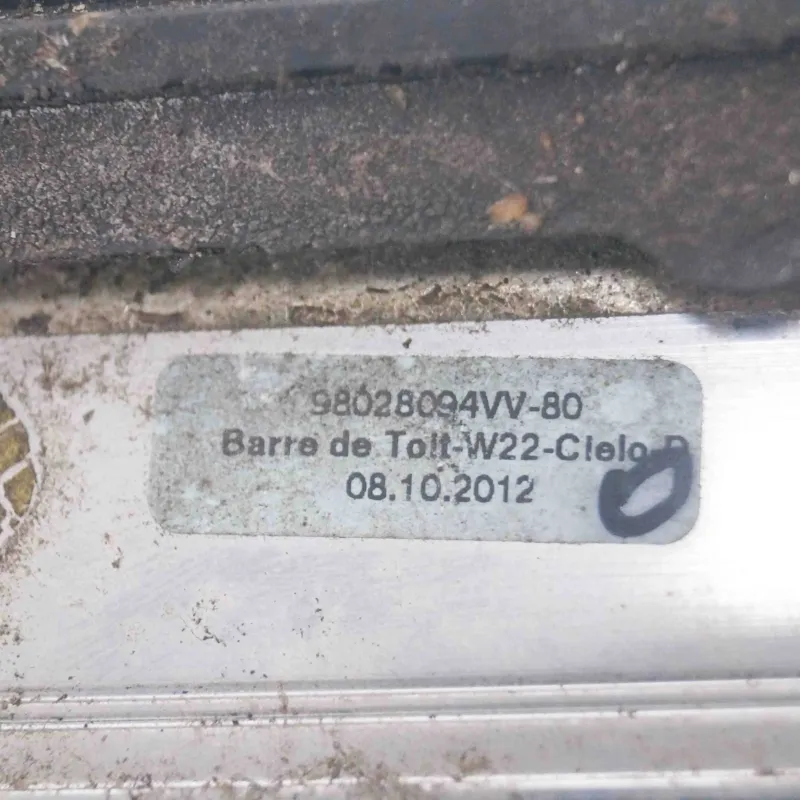 98028094VV-80
Barre de Toit-W22-Cielo-D
08.10.2012